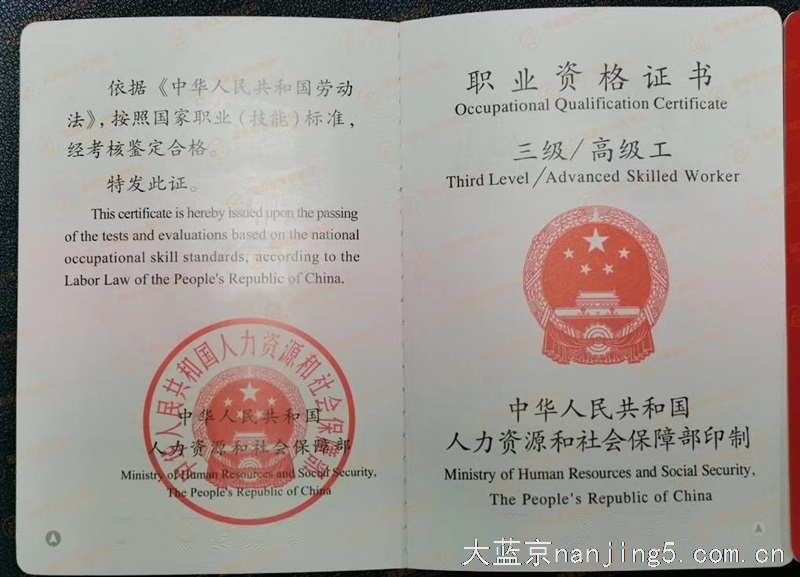 依据《中华人民共和国劳动
法》，按照国家职业(技能)标准，
经考核鉴定合格。
特发此证。
This certificate is hereby issued upon the passing
of the tests and evaluations based on the national
occupational skill standards, according to the
Labor Law of the People's Republic of China.
中华人民共和国人力资源和社会保障部
中华人民共和国
人力资源和社会保障部
Ministry of Human Resources and Social Security,
The People's Republic of China
职业资格证书
Occupational Qualification Certificate
三级/高级工
Third Level/Advanced Skilled Worker
中华人民共和国
人力资源和社会保障部印制
Ministry of Human Resources and Social Security,
The People's Republic of China
大蓝京nanjing5.com.cn